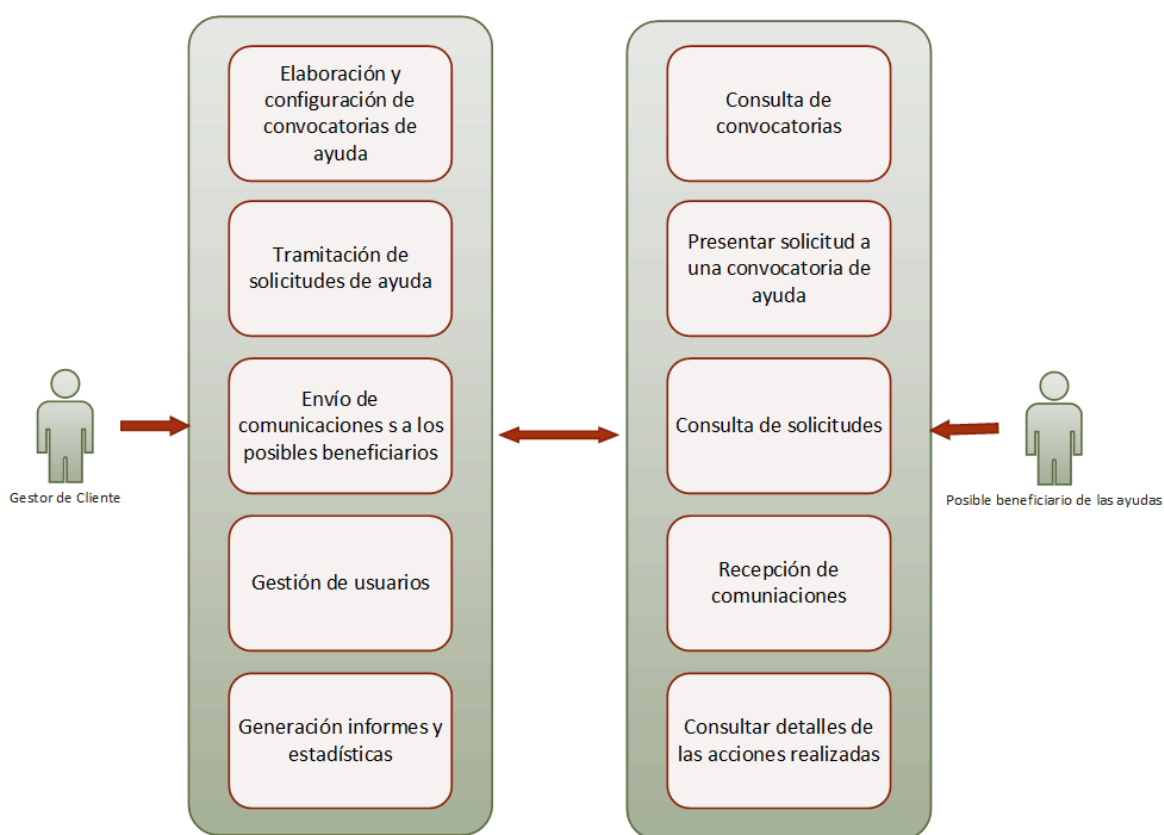 Elaboración y
configuración de
convocatorias de
ayuda
Tramitación de
solicitudes de ayuda
Envío de
comunicaciones s a los
posibles beneficiarios
Gestión de usuarios
Generación informes y
estadísticas
Consulta de
convocatorias
Presentar solicitud a
una convocatoria de
ayuda
Consulta de solicitudes
Recepción de
comuniaciones
Consultar detalles de
las acciones realizadas
Gestor de Cliente
Posible beneficiario de las ayudas